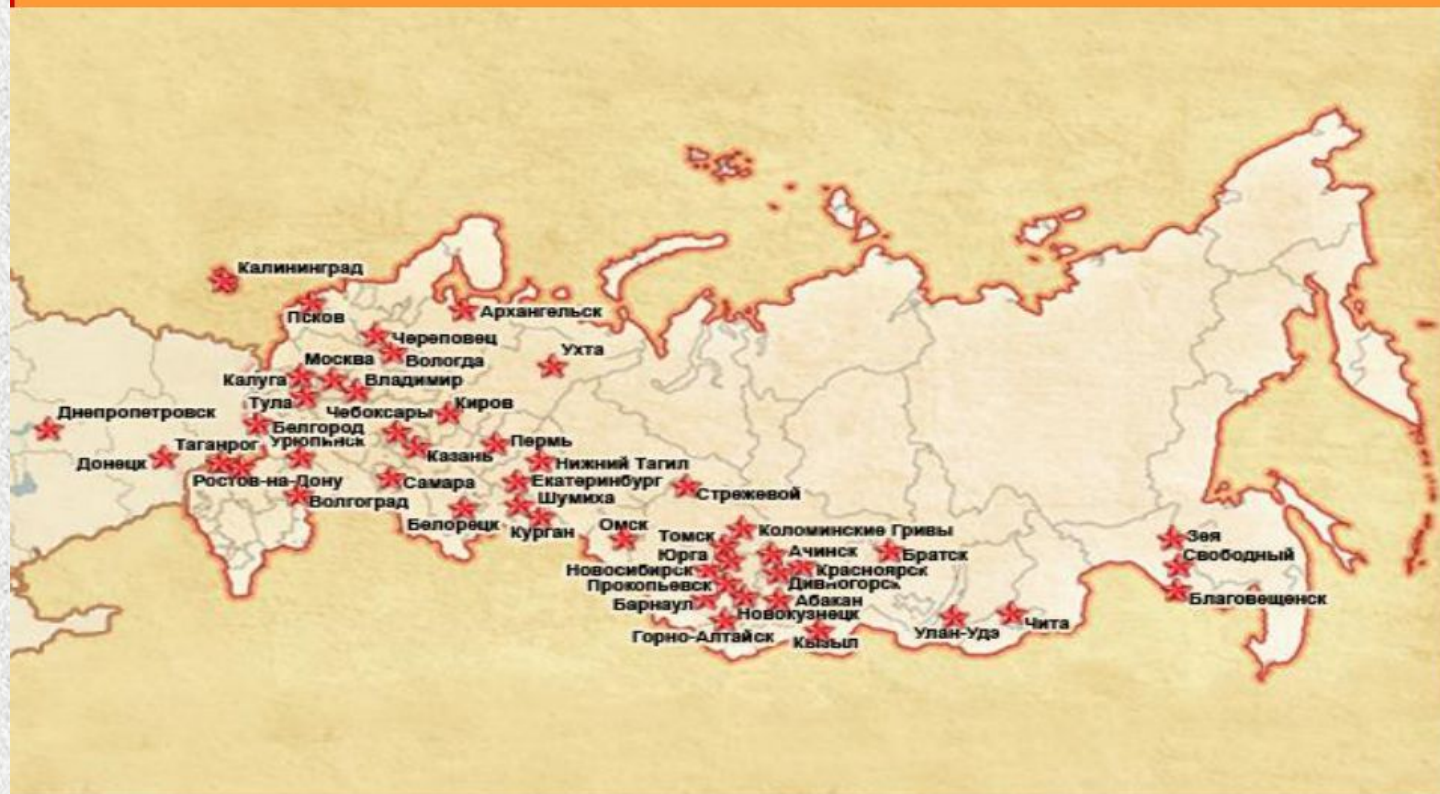 Калининград
Псков
Архангельск
Череповец
Москва
Вологда
Ухта
Калуга
Владимир
Тула
Чебоксары
Киров
Днепропетровск
Белгород
Таганрог
Урюпинск
Пермь
Донецк
Казань
Нижний Тагил
Ростов-на-Дону
Самара
Екатеринбург
Стрежевой
Волгоград
Шумиха
Белорецк
Курган
Омск
Томск
Коломинские Гривы
Юрга
Ачинск
Братск
Новосибирск
Красноярск
Прокопьевск
Дивногорск
Барнаул
Абакан
Новокузнецк
Горно-Алтайск
Кызыл
Улан-Удэ
Чита
Зея
Свободный
Благовещенск